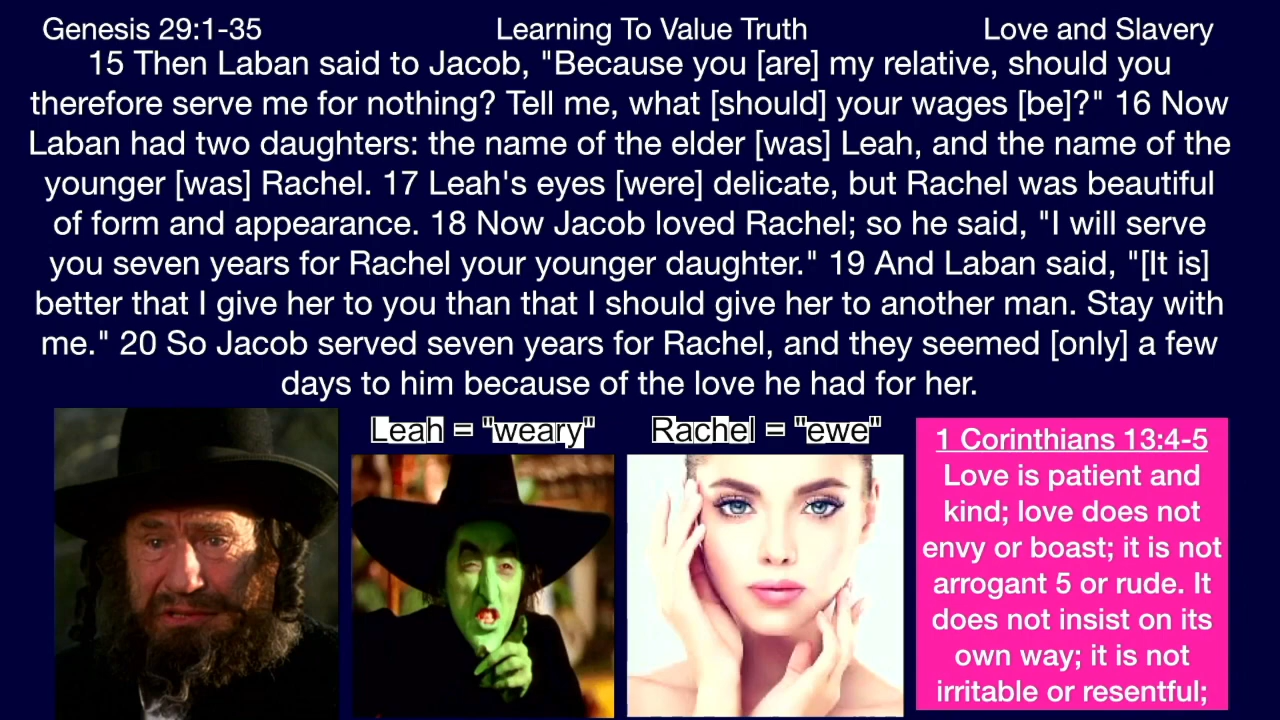 Genesis 29:1-35 Learning To Value Truth Love and Slavery
15 Then Laban said to Jacob, "Because you [are] my relative, should you
therefore serve me for nothing? Tell me, what [should] your wages [be]?" 16 Now
Laban had two daughters: the name of the elder [was] Leah, and the name of the
younger [was] Rachel. 17 Leah's eyes [were] delicate, but Rachel was beautiful
of form and appearance. 18 Now Jacob loved Rachel; so he said, "I will serve
you seven years for Rachel your younger daughter." 19 And Laban said, "[It is]
better that I give her to you than that I should give her to another man. Stay with
me." 20 So Jacob served seven years for Rachel, and they seemed [only] a few
days to him because of the love he had for her.
Leah = "weary"
Rachel = "ewe"
1 Corinthians 13:4-5
Love is patient and
kind; love does not
envy or boast; it is not
arrogant 5 or rude. It
does not insist on its
own way; it is not
irritable or resentful;